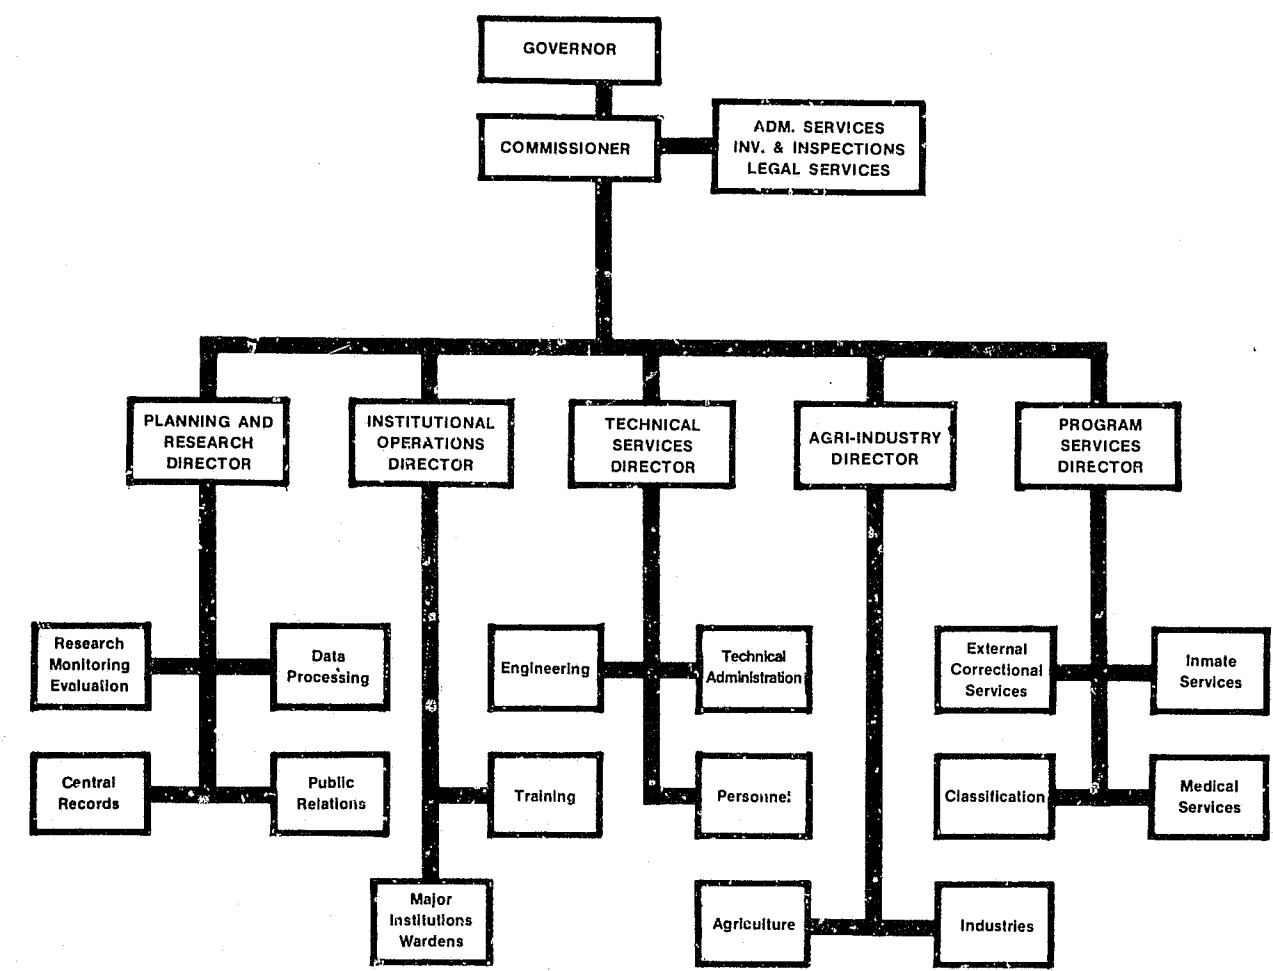 GOVERNOR
COMMISSIONER
ADM. SERVICES
INV. & INSPECTIONS
LEGAL SERVICES
PLANNING AND
RESEARCH
DIRECTOR
INSTITUTIONAL
OPERATIONS
DIRECTOR
TECHNICAL
SERVICES
DIRECTOR
AGRI-INDUSTRY
DIRECTOR
PROGRAM
SERVICES
DIRECTOR
Research
Monitoring
Evaluation
Data
Processing
Engineering
Technical
Administration
External
Correctional
Services
Inmate
Services
Central
Records
Public
Relations
Training
Personnel
Classification
Medical
Services
Major
Institutions
Wardens
Agriculture
Industries